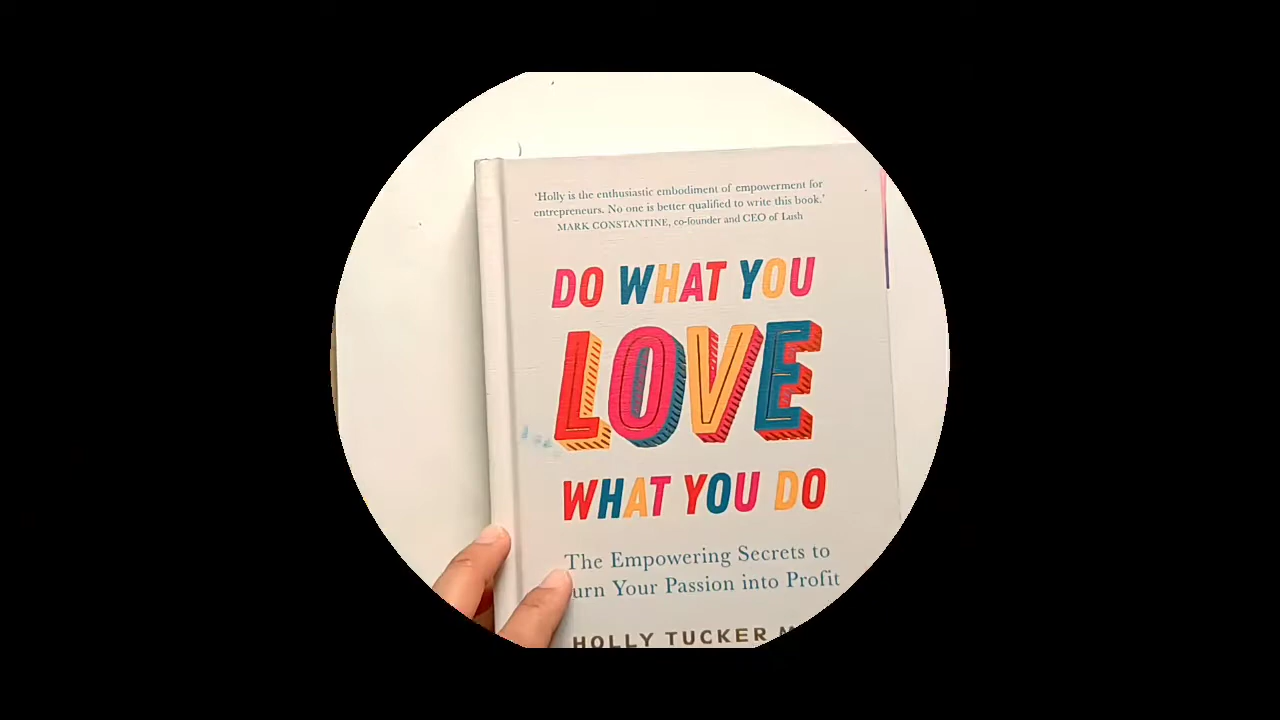 'Holly is the enthusiastic embodiment of empowerment for
entrepreneurs. No one is better qualified to write this book.'
MARK CONSTANTINE, co-founder and CEO of Lush
DO WHAT YOU
LOVE
WHAT YOU DO
The Empowering Secrets to
Your Passion into Profit
HOLLY TUCKER